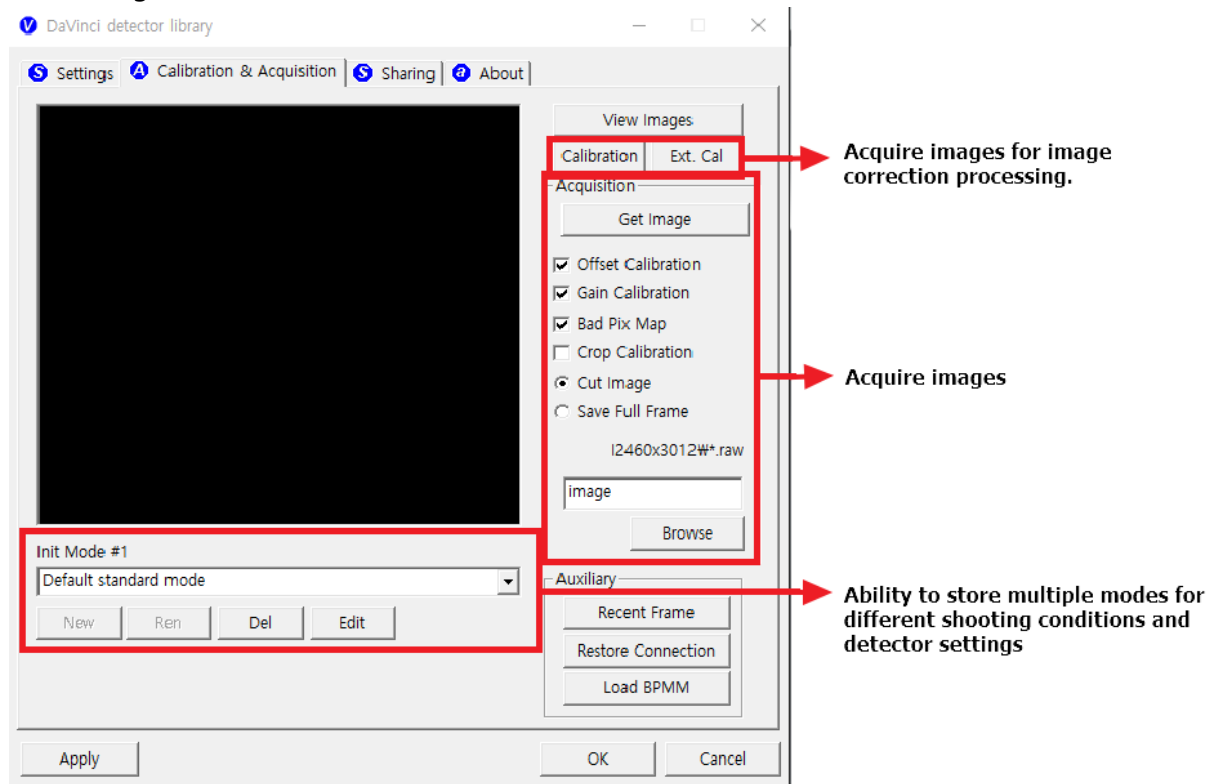 DaVinci detector library
Settings
Calibration & Acquisition
Sharing
About
View Images
Calibration
Ext. Cal
Acquire images for image
correction processing.
Acquisition
Get Image
Offset Calibration
Gain Calibration
Bad Pix Map
Crop Calibration
Cut Image
Acquire images
Save Full Frame
I2460x3012₩*.raw
image
Browse
Init Mode #1
Default standard mode
New
Ren
Del
Edit
Auxiliary
Recent Frame
Restore Connection
Load BPMM
Ability to store multiple modes for
different shooting conditions and
detector settings
Apply
OK
Cancel